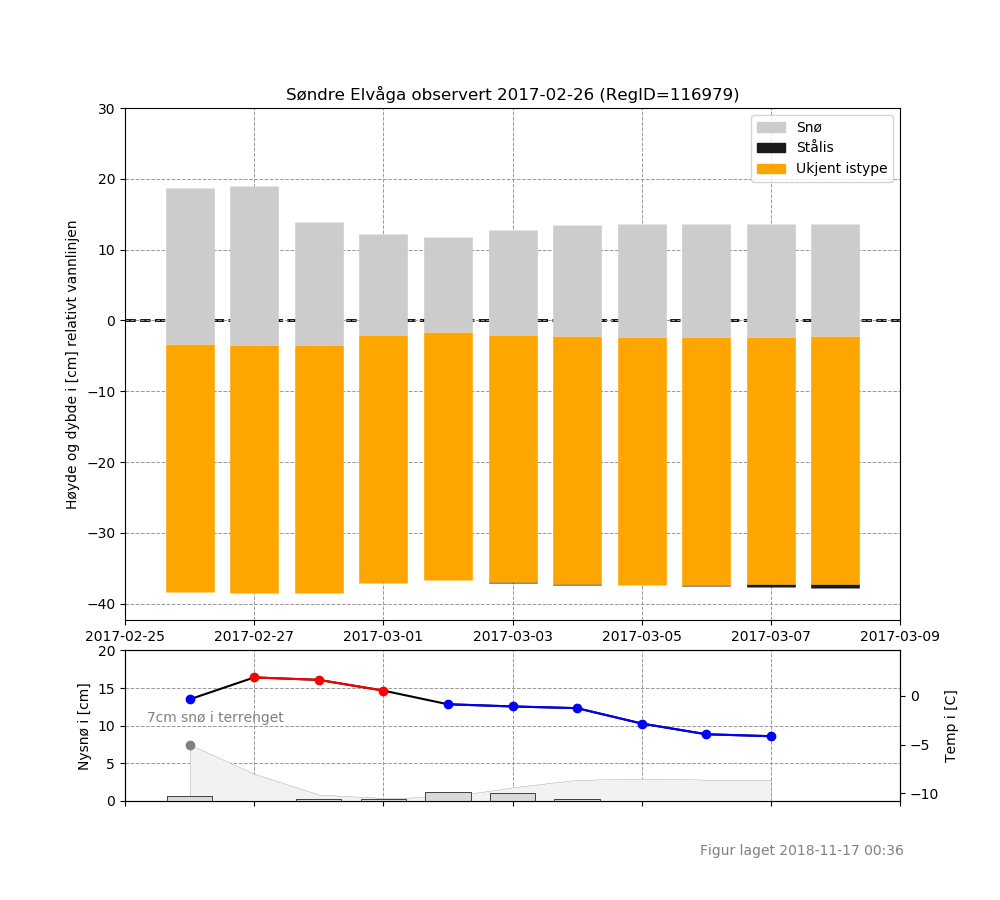 Søndre Elvåga observert 2017-02-26 (RegID=116979)
Snø
Stålis
Ukjent istype
Høyde og dybde i [cm] relativt vannlinjen
30
20
10
0
−10
−20
−30
−40
2017-02-25 2017-02-27 2017-03-01 2017-03-03 2017-03-05 2017-03-07 2017-03-09
Nysnø i [cm]
20
15
10
5
0
7cm snø i terrenget
0
−5
−10
Temp i [C]
Figur laget 2018-11-17 00:36